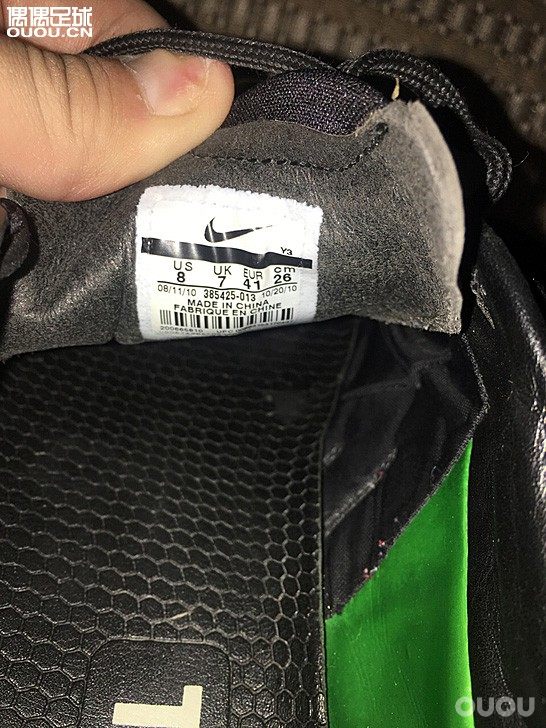 偶偶足球
OUOU.CN
Y3
US UK EUR cm
8 7 41 26
08/11/10 385425-013 10/20/10
MADE IN CHINA
FABRIQUE EN CHINE
T
OUOU